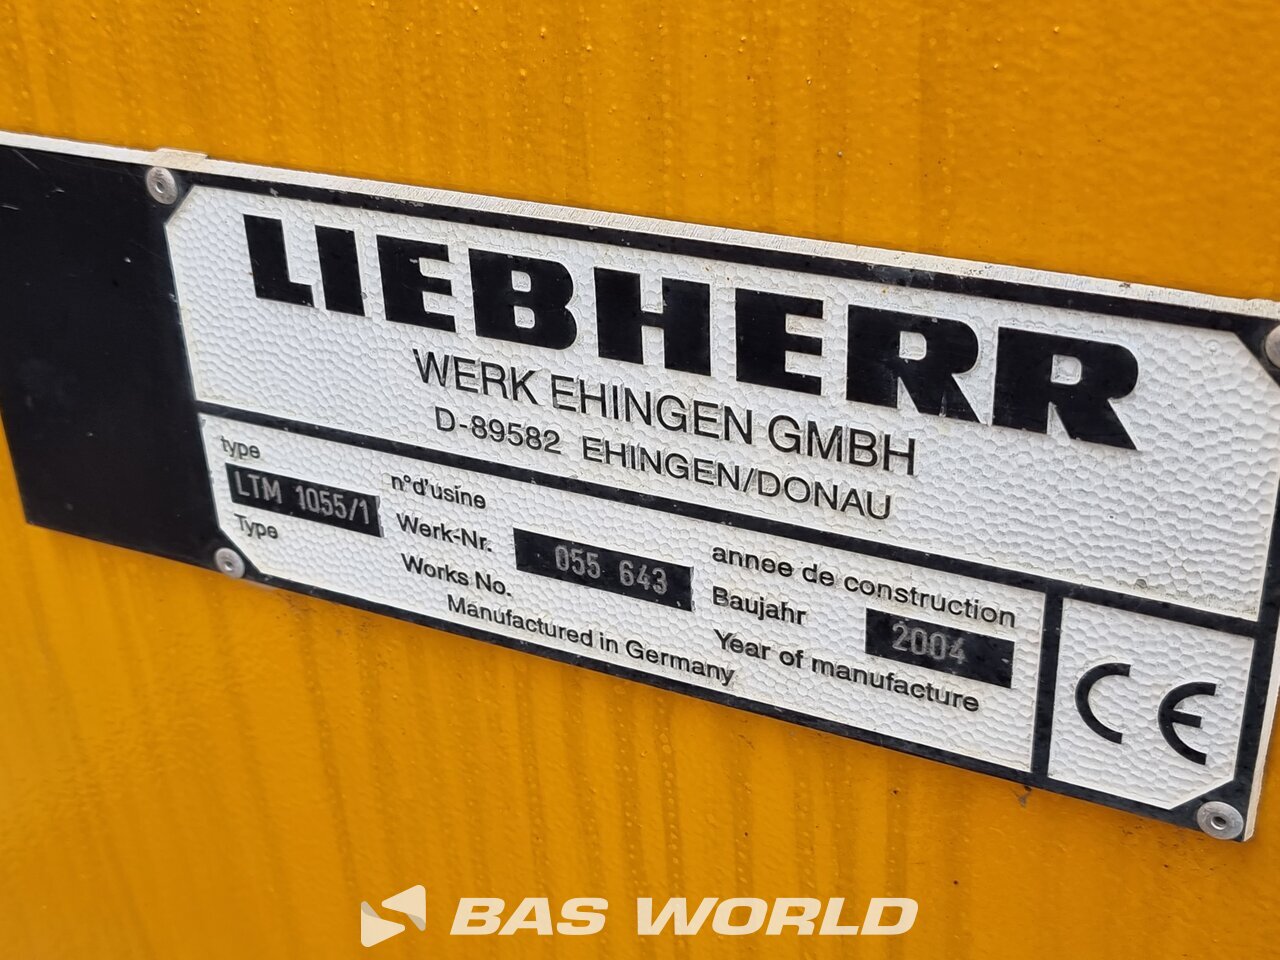 LIEBHERR
WERK EHINGEN GMBH
D-89582 EHINGEN/DONAU
type
LTM 1055/1
Type
n°d'usine
Werk-Nr.
Works No.
055 643
annee de construction
Baujahr
Year of manufacture
2004
Manufactured in Germany
CE
BAS WORLD